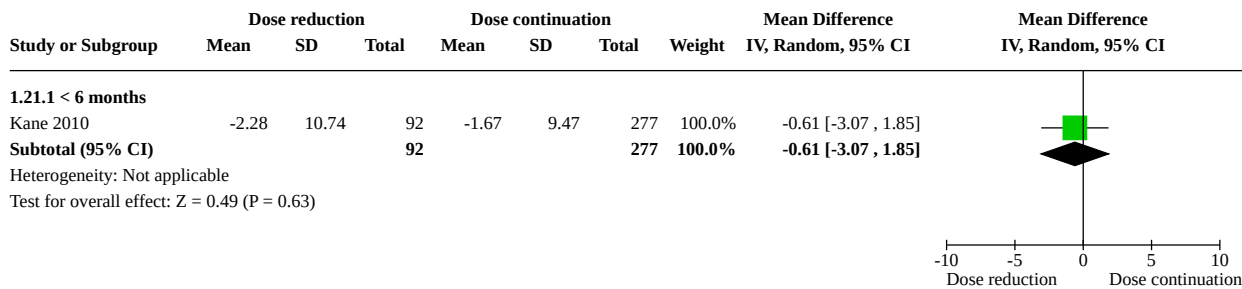 Dose reduction Dose continuation Mean Difference Mean Difference
Study or Subgroup Mean SD Total Mean SD Total Weight IV, Random, 95% CI IV, Random, 95% CI
1.21.1 < 6 months
Kane 2010 -2.28 10.74 92 -1.67 9.47 277 100.0% -0.61 [-3.07 , 1.85]
Subtotal (95% CI) 92 277 100.0% -0.61 [-3.07 , 1.85]
Heterogeneity: Not applicable
Test for overall effect: Z = 0.49 (P = 0.63)
-10 -5 0 5 10
Dose reduction Dose continuation